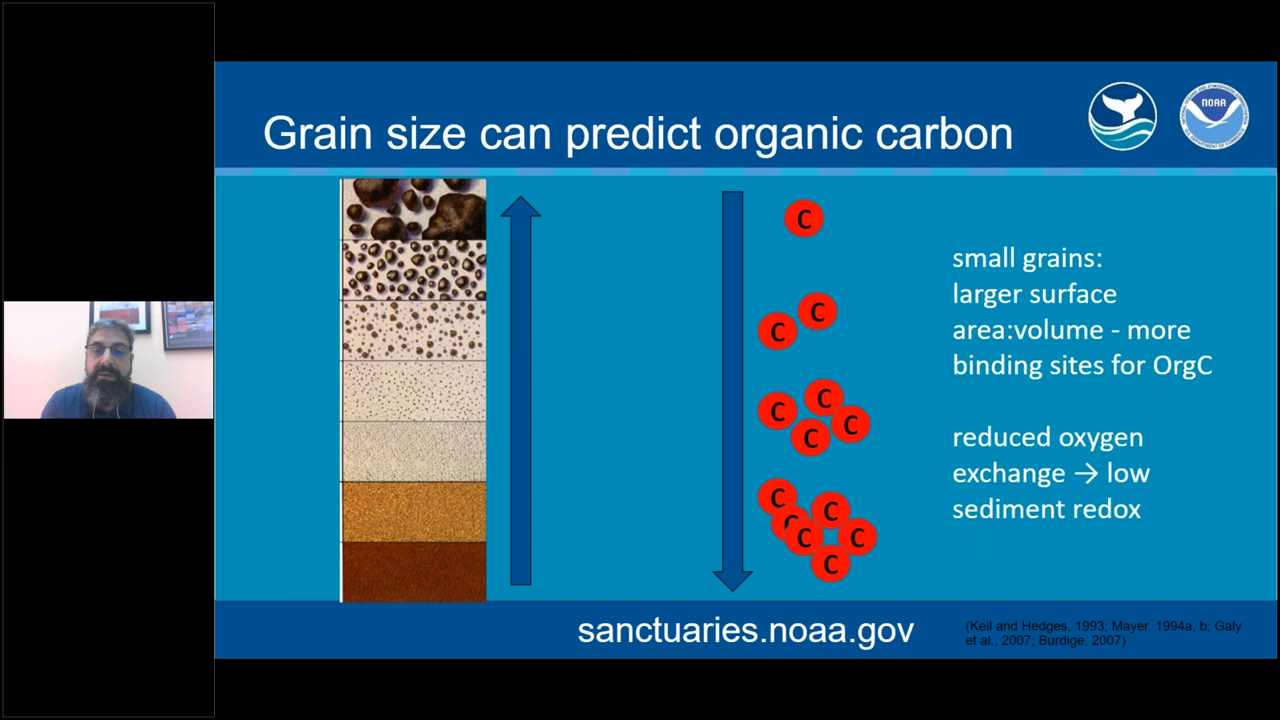 Grain size can predict organic carbon
NOAA
C
C
C
C
C
C
C
C
C
C
C
C
C
small grains:
larger surface
area:volume - more
binding sites for OrgC
reduced oxygen
exchange → low
sediment redox
sanctuaries.noaa.gov
(Keil and Hedges, 1993; Mayer, 1994a, b; Galy
et al., 2007; Burdige, 2007)